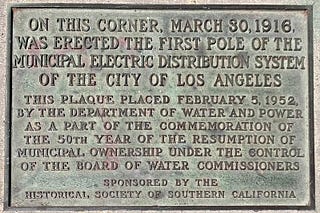 ON THIS CORNER, MARCH 30, 1916,
WAS ERECTED THE FIRST POLE OF THE
MUNICIPAL ELECTRIC DISTRIBUTION SYSTEM
OF THE CITY OF LOS ANGELES
THIS PLAQUE PLACED FEBRUARY 5, 1952,
BY THE DEPARTMENT OF WATER AND POWER
AS A PART OF THE COMMEMORATION OF
THE 50TH YEAR OF THE RESUMPTION OF
MUNICIPAL OWNERSHIP UNDER THE CONTROL
OF THE BOARD OF WATER COMMISSIONERS
SPONSORED BY THE
HISTORICAL SOCIETY OF SOUTHERN CALIFORNIA